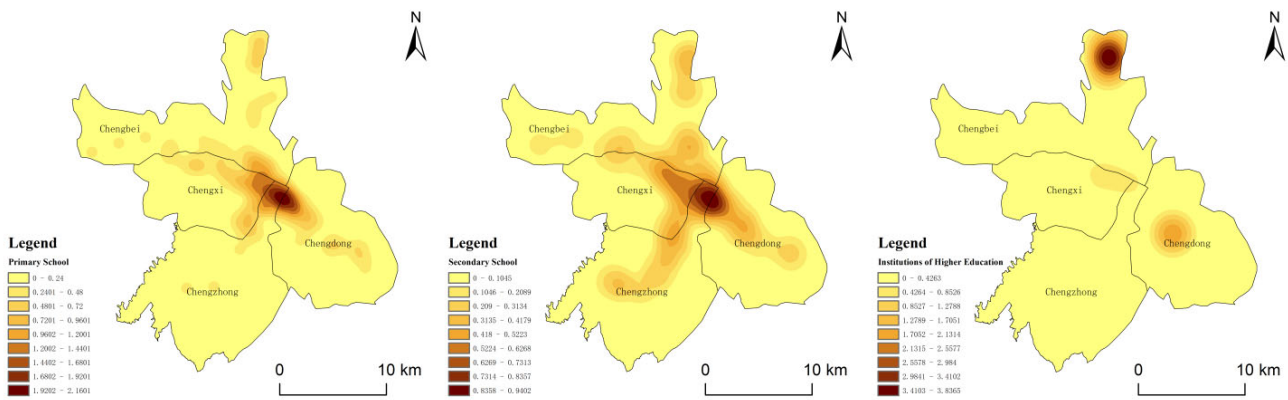 N
Chengbei
Chengxi
Chengdong
Chengzhong
Legend
Primary School
0 - 0.24
0.2401 - 0.48
0.4801 - 0.72
0.7201 - 0.9601
0.9602 - 1.2001
1.2002 - 1.4401
1.4402 - 1.6801
1.6802 - 1.9201
1.9202 - 2.1601
0
10 km
N
Chengbei
Chengxi
Chengdong
Chengzhong
Legend
Secondary School
0 - 0.1045
0.1046 - 0.2089
0.209 - 0.3134
0.3135 - 0.4179
0.418 - 0.5223
0.5224 - 0.6268
0.6269 - 0.7313
0.7314 - 0.8357
0.8358 - 0.9402
0
10 km
N
Chengbei
Chengxi
Chengdong
Chengzhong
Legend
Institutions of Higher Education
0 - 0.4263
0.4264 - 0.8526
0.8527 - 1.2788
1.2789 - 1.7051
1.7052 - 2.1314
2.1315 - 2.5577
2.5578 - 2.984
2.9841 - 3.4102
3.4103 - 3.8365
0
10 km